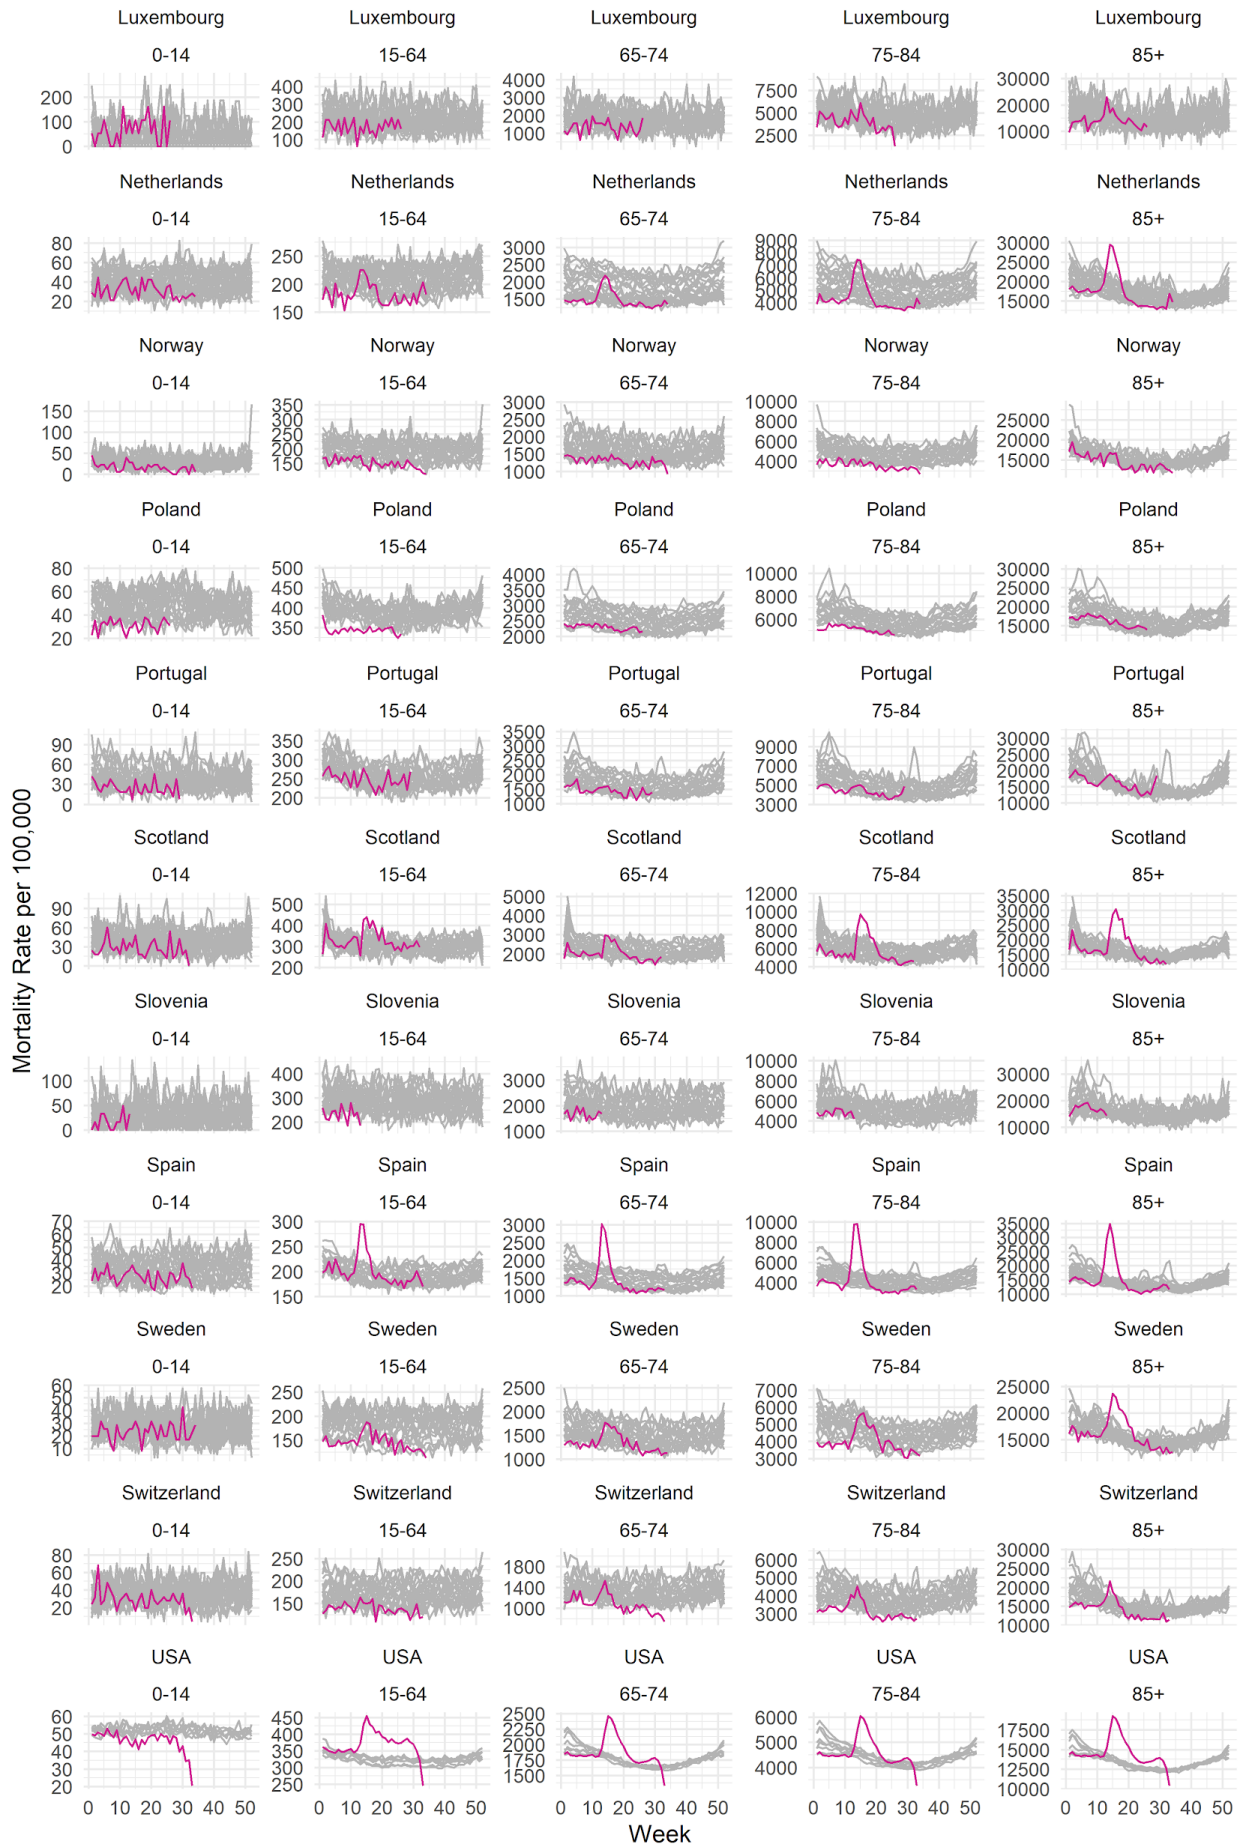 Luxembourg Luxembourg Luxembourg Luxembourg Luxembourg
0-14 15-64 65-74 75-84 85+
200 100 0
400 300 200 100
4000 3000 2000 1000
7500 5000 2500
30000 20000 10000
Netherlands Netherlands Netherlands Netherlands Netherlands
0-14 15-64 65-74 75-84 85+
80 60 40 20
250 200 150
3000 2500 2000 1500
9000 8000 7000 6000 5000 4000
30000 25000 20000 15000
Norway Norway Norway Norway Norway
0-14 15-64 65-74 75-84 85+
150 100 50 0
350 300 250 200 150
3000 2500 2000 1500 1000
10000 8000 6000 4000
25000 20000 15000
Poland Poland Poland Poland Poland
0-14 15-64 65-74 75-84 85+
80 60 40 20
500 450 400 350
4000 3500 3000 2500 2000
10000 8000 6000
30000 25000 20000 15000
Portugal Portugal Portugal Portugal Portugal
0-14 15-64 65-74 75-84 85+
90 60 30 0
350 300 250 200
3500 3000 2500 2000 1500 1000
9000 7000 5000 3000
30000 25000 20000 15000 10000
Scotland Scotland Scotland Scotland Scotland
0-14 15-64 65-74 75-84 85+
90 60 30 0
500 400 300 200
5000 4000 3000 2000
12000 10000 8000 6000 4000
35000 30000 25000 20000 15000 10000
Slovenia Slovenia Slovenia Slovenia Slovenia
0-14 15-64 65-74 75-84 85+
100 50 0
400 300 200
3000 2000 1000
10000 8000 6000 4000
30000 20000 10000
Spain Spain Spain Spain Spain
0-14 15-64 65-74 75-84 85+
70 60 50 40 30 20
300 250 200 150
3000 2500 2000 1500 1000
10000 8000 6000 4000
35000 30000 25000 20000 15000 10000
Sweden Sweden Sweden Sweden Sweden
0-14 15-64 65-74 75-84 85+
60 50 40 30 20 10
250 200 150
2500 2000 1500 1000
7000 6000 5000 4000 3000
25000 20000 15000
Switzerland Switzerland Switzerland Switzerland Switzerland
0-14 15-64 65-74 75-84 85+
80 60 40 20
250 200 150
1800 1400 1000
6000 5000 4000 3000
30000 25000 20000 15000 10000
USA USA USA USA USA
0-14 15-64 65-74 75-84 85+
60 50 40 30 20
450 400 350 300 250
2500 2250 2000 1750 1500
6000 5000 4000
17500 15000 12500 10000
0 10 20 30 40 50 0 10 20 30 40 50 0 10 20 30 40 50 0 10 20 30 40 50 0 10 20 30 40 50
Week
Mortality Rate per 100,000